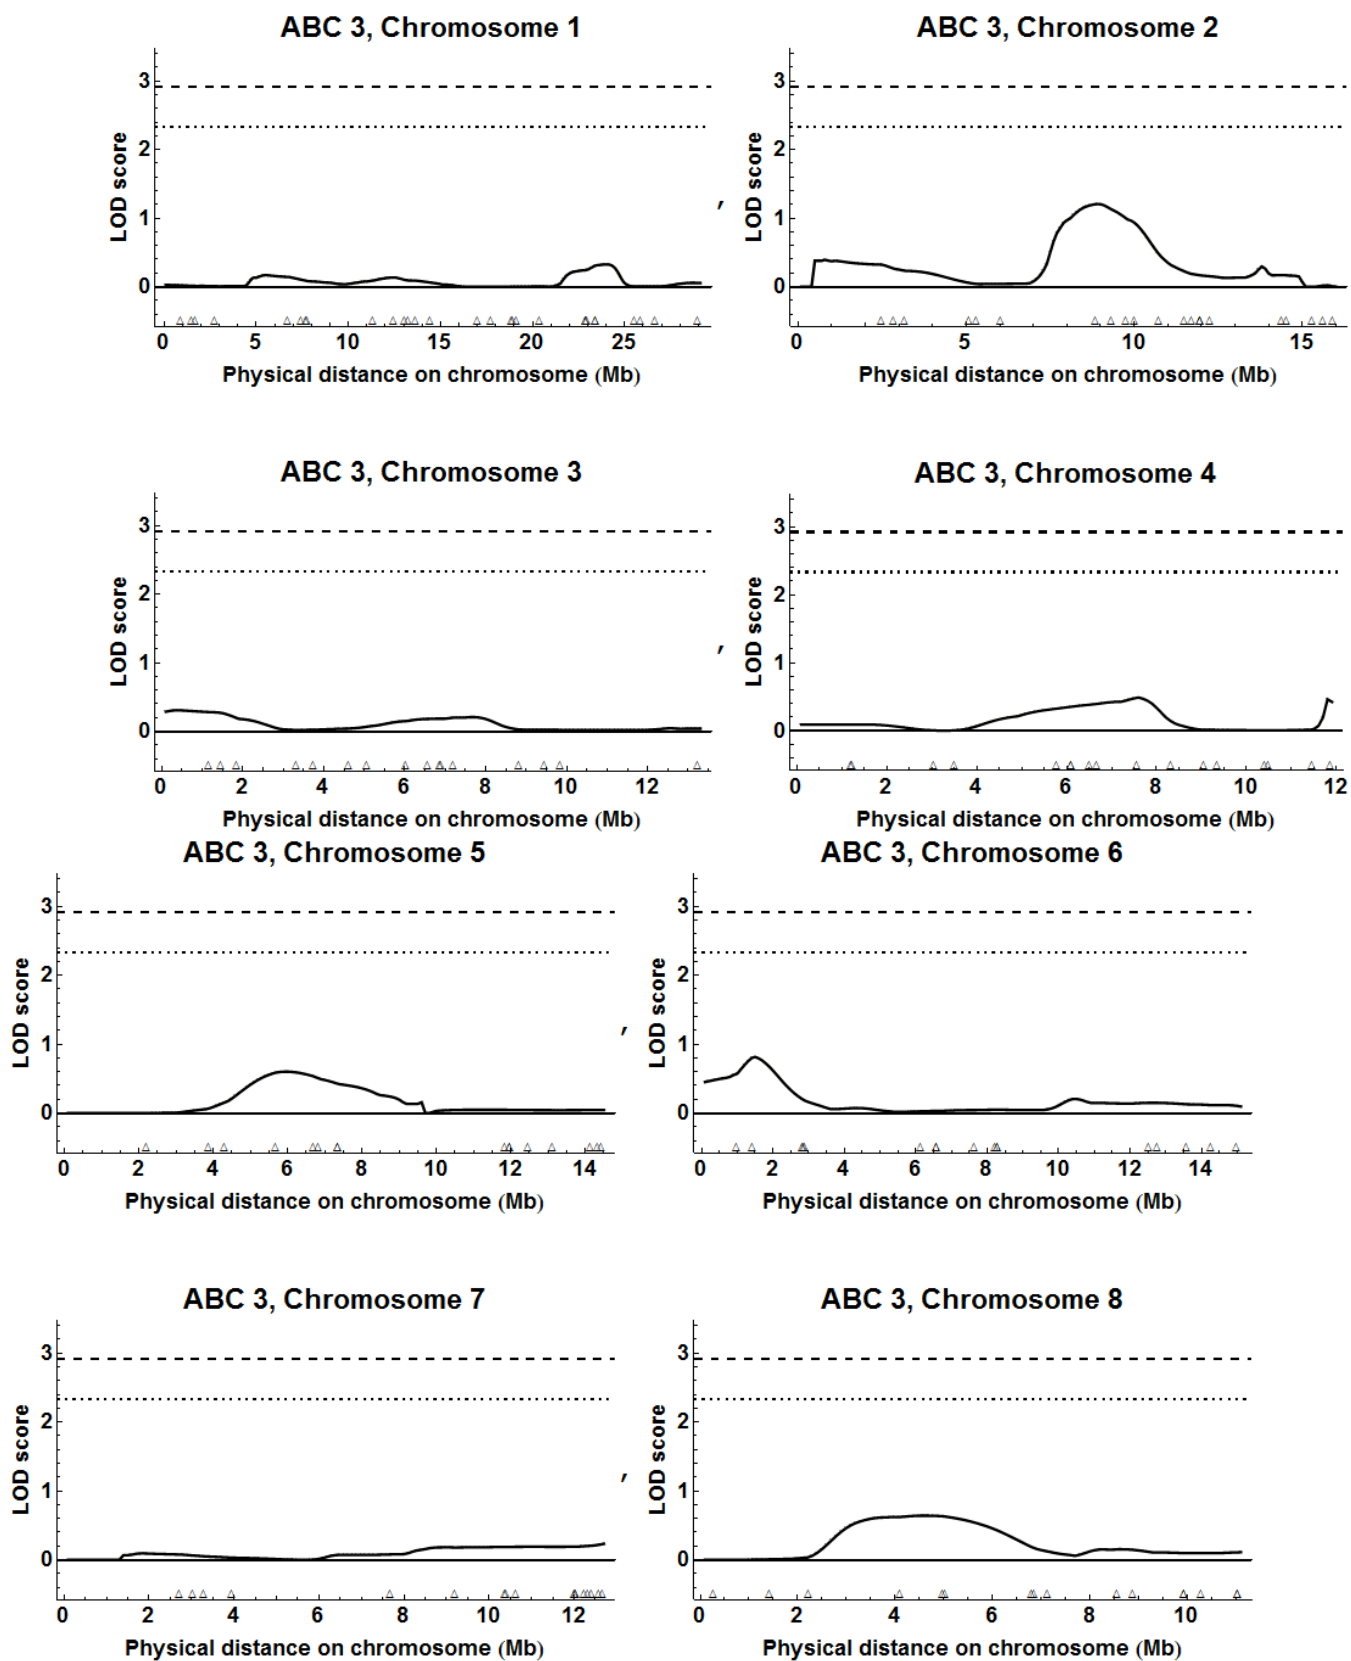 ABC 3, Chromosome 1
3
2
1
0
LOD score
0 5 10 15 20 25
Physical distance on chromosome (Mb)
,
ABC 3, Chromosome 2
3
2
1
0
LOD score
0 5 10 15
Physical distance on chromosome (Mb)
ABC 3, Chromosome 3
3
2
1
0
LOD score
0 2 4 6 8 10 12
Physical distance on chromosome (Mb)
,
ABC 3, Chromosome 4
3
2
1
0
LOD score
0 2 4 6 8 10 12
Physical distance on chromosome (Mb)
ABC 3, Chromosome 5
3
2
1
0
LOD score
0 2 4 6 8 10 12 14
Physical distance on chromosome (Mb)
,
ABC 3, Chromosome 6
3
2
1
0
LOD score
0 2 4 6 8 10 12 14
Physical distance on chromosome (Mb)
ABC 3, Chromosome 7
3
2
1
0
LOD score
0 2 4 6 8 10 12
Physical distance on chromosome (Mb)
,
ABC 3, Chromosome 8
3
2
1
0
LOD score
0 2 4 6 8 10
Physical distance on chromosome (Mb)